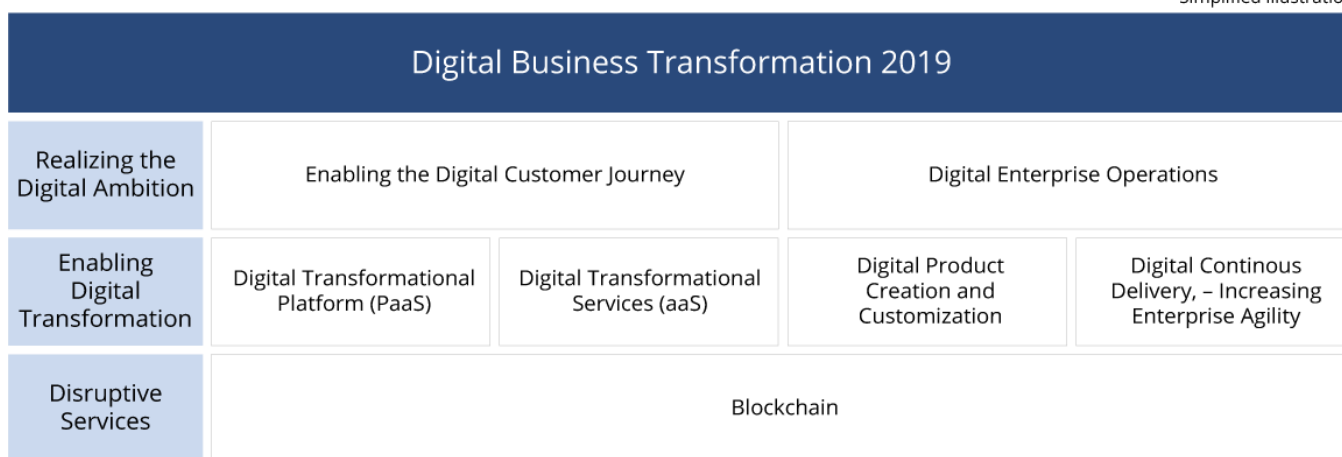 Digital Business Transformation 2019
Realizing the
Digital Ambition
Enabling the Digital Customer Journey
Digital Enterprise Operations
Enabling
Digital
Transformation
Digital Transformational
Platform (PaaS)
Digital Transformational
Services (aaS)
Digital Product
Creation and
Customization
Digital Continous
Delivery, – Increasing
Enterprise Agility
Disruptive
Services
Blockchain